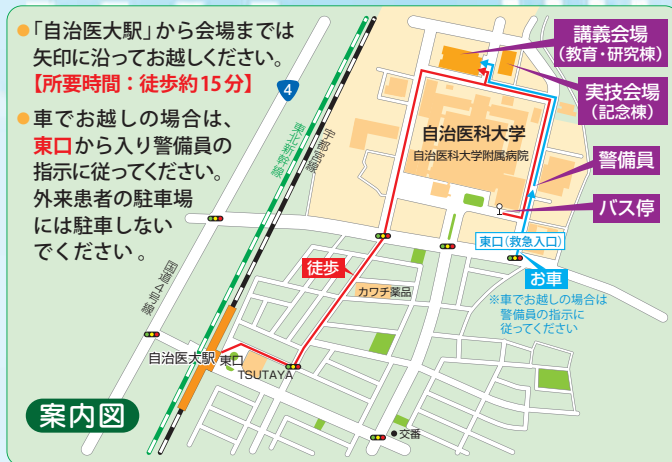 ●「自治医大駅」から会場までは
矢印に沿ってお越しください。
【所要時間：徒歩約15分】
●車でお越しの場合は、
東口から入り警備員の
指示に従ってください。
外来患者の駐車場
には駐車しない
でください。
4
東北新幹線
宇都宮線
国道4号線
講義会場
(教育・研究棟)
実技会場
(記念棟)
自治医科大学
自治医科大学附属病院
警備員
バス停
東口(救急入口)
お車
※車でお越しの場合は
警備員の指示に
従ってください
徒歩
カワチ薬品
自治医大駅
東口
TSUTAYA
交番
案内図